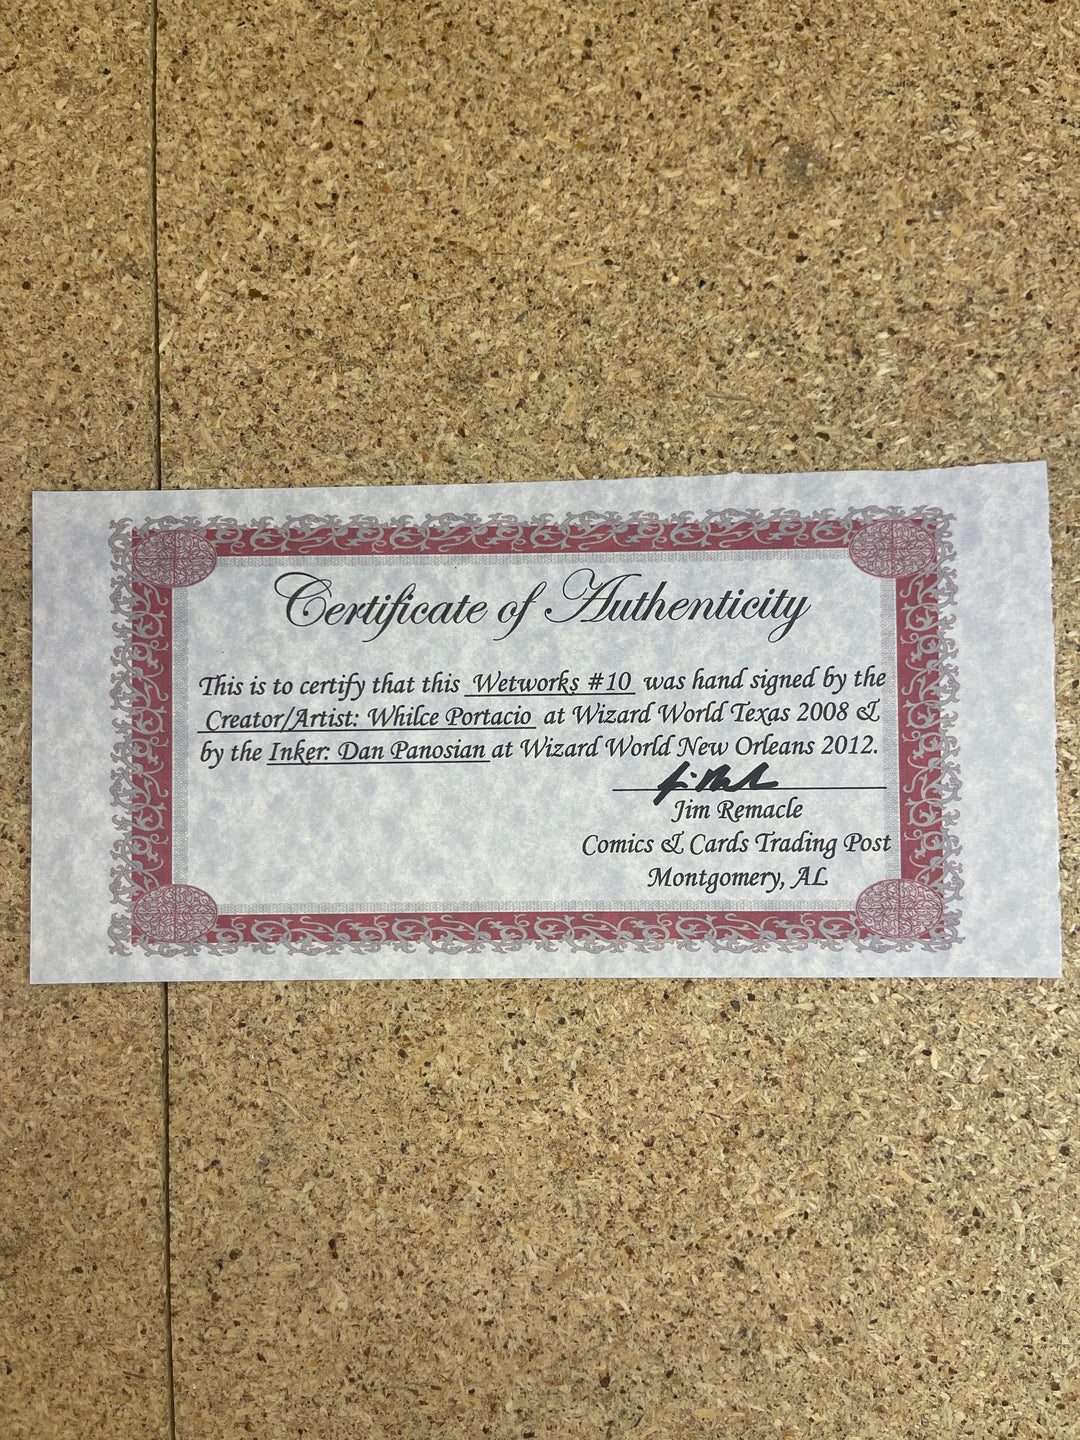 Certificate of Authenticity
This is to certify that this Wetworks #10 was hand signed by the
Creator/Artist: Whilce Portacio at Wizard World Texas 2008 &
by the Inker: Dan Panosian at Wizard World New Orleans 2012.
Jim Remacle
Comics & Cards Trading Post
Montgomery, AL